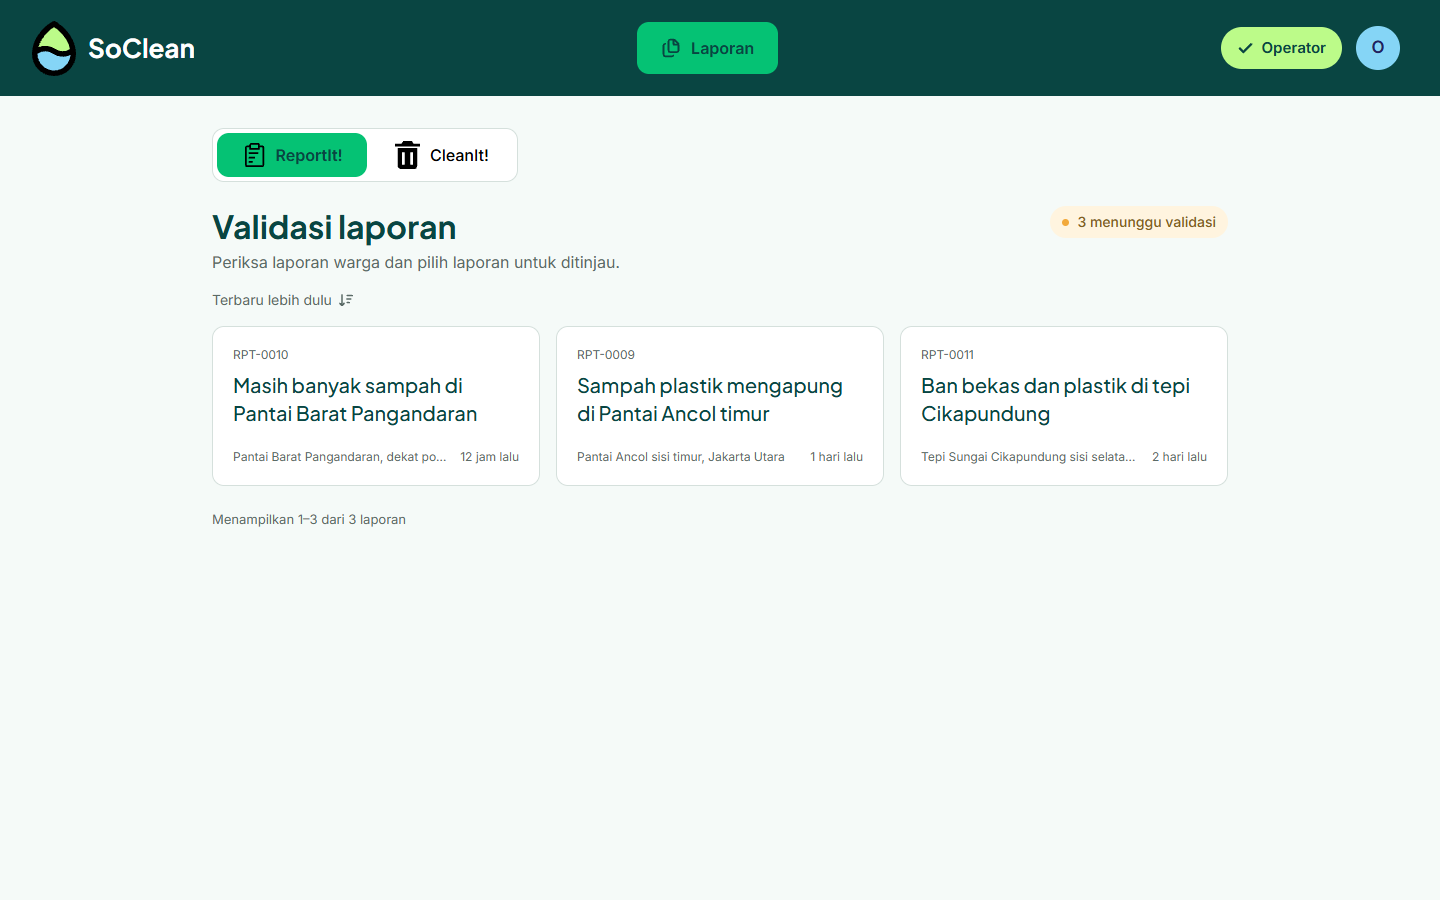 SoClean
Laporan
Operator
O
ReportIt!
CleanIt!
Validasi laporan
3 menunggu validasi
Periksa laporan warga dan pilih laporan untuk ditinjau.
Terbaru lebih dulu
RPT-0010
Masih banyak sampah di
Pantai Barat Pangandaran
Pantai Barat Pangandaran, dekat po...
12 jam lalu
RPT-0009
Sampah plastik mengapung
di Pantai Ancol timur
Pantai Ancol sisi timur, Jakarta Utara
1 hari lalu
RPT-0011
Ban bekas dan plastik di tepi
Cikapundung
Tepi Sungai Cikapundung sisi selata...
2 hari lalu
Menampilkan 1–3 dari 3 laporan